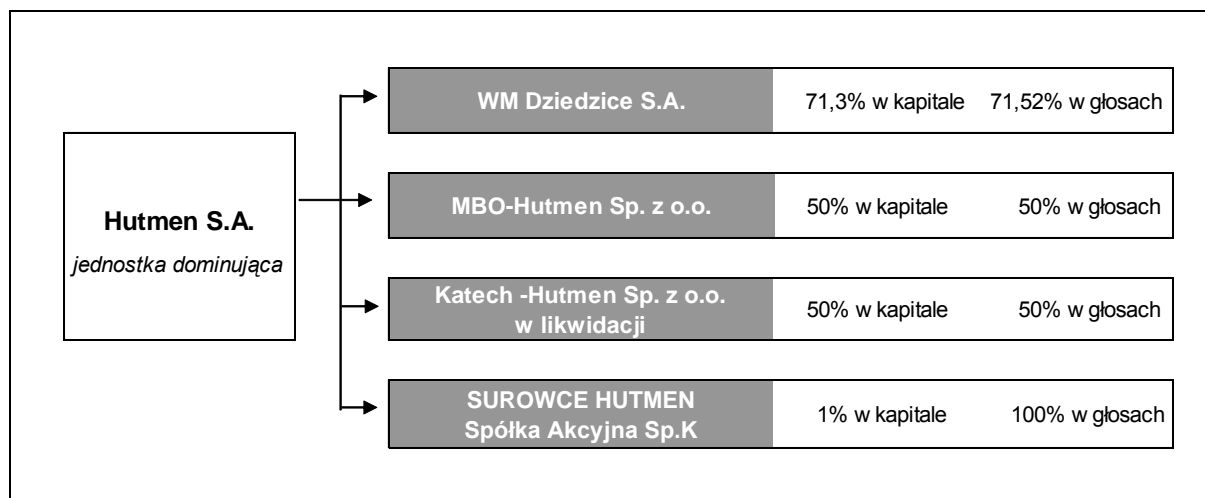 Hutmen S.A.
jednostka dominująca
WM Dziedzice S.A. 71,3% w kapitale 71,52% w głosach
MBO-Hutmen Sp. z o.o. 50% w kapitale 50% w głosach
Katech -Hutmen Sp. z o.o.
w likwidacji
50% w kapitale 50% w głosach
SUROWCE HUTMEN
Spółka Akcyjna Sp.K
1% w kapitale 100% w głosach